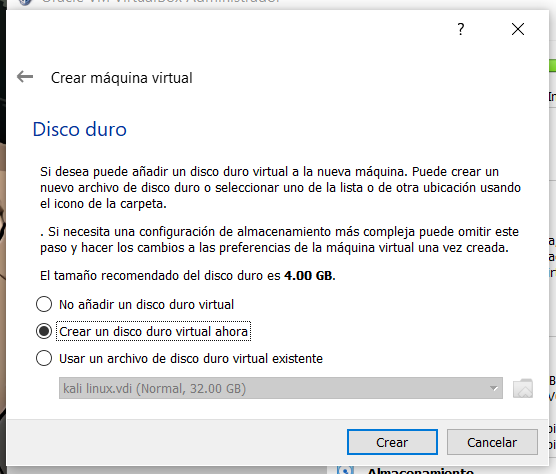 Oracle VM VirtualBox Administrador
?
Crear máquina virtual
Disco duro
Si desea puede añadir un disco duro virtual a la nueva máquina. Puede crear un
nuevo archivo de disco duro o seleccionar uno de la lista o de otra ubicación usando
el icono de la carpeta.
. Si necesita una configuración de almacenamiento más compleja puede omitir este
paso y hacer los cambios a las preferencias de la máquina virtual una vez creada.
El tamaño recomendado del disco duro es 4.00 GB.
No añadir un disco duro virtual
Crear un disco duro virtual ahora
Usar un archivo de disco duro virtual existente
kali linux.vdi (Normal, 32.00 GB)
Crear
Cancelar
Almacenamiento